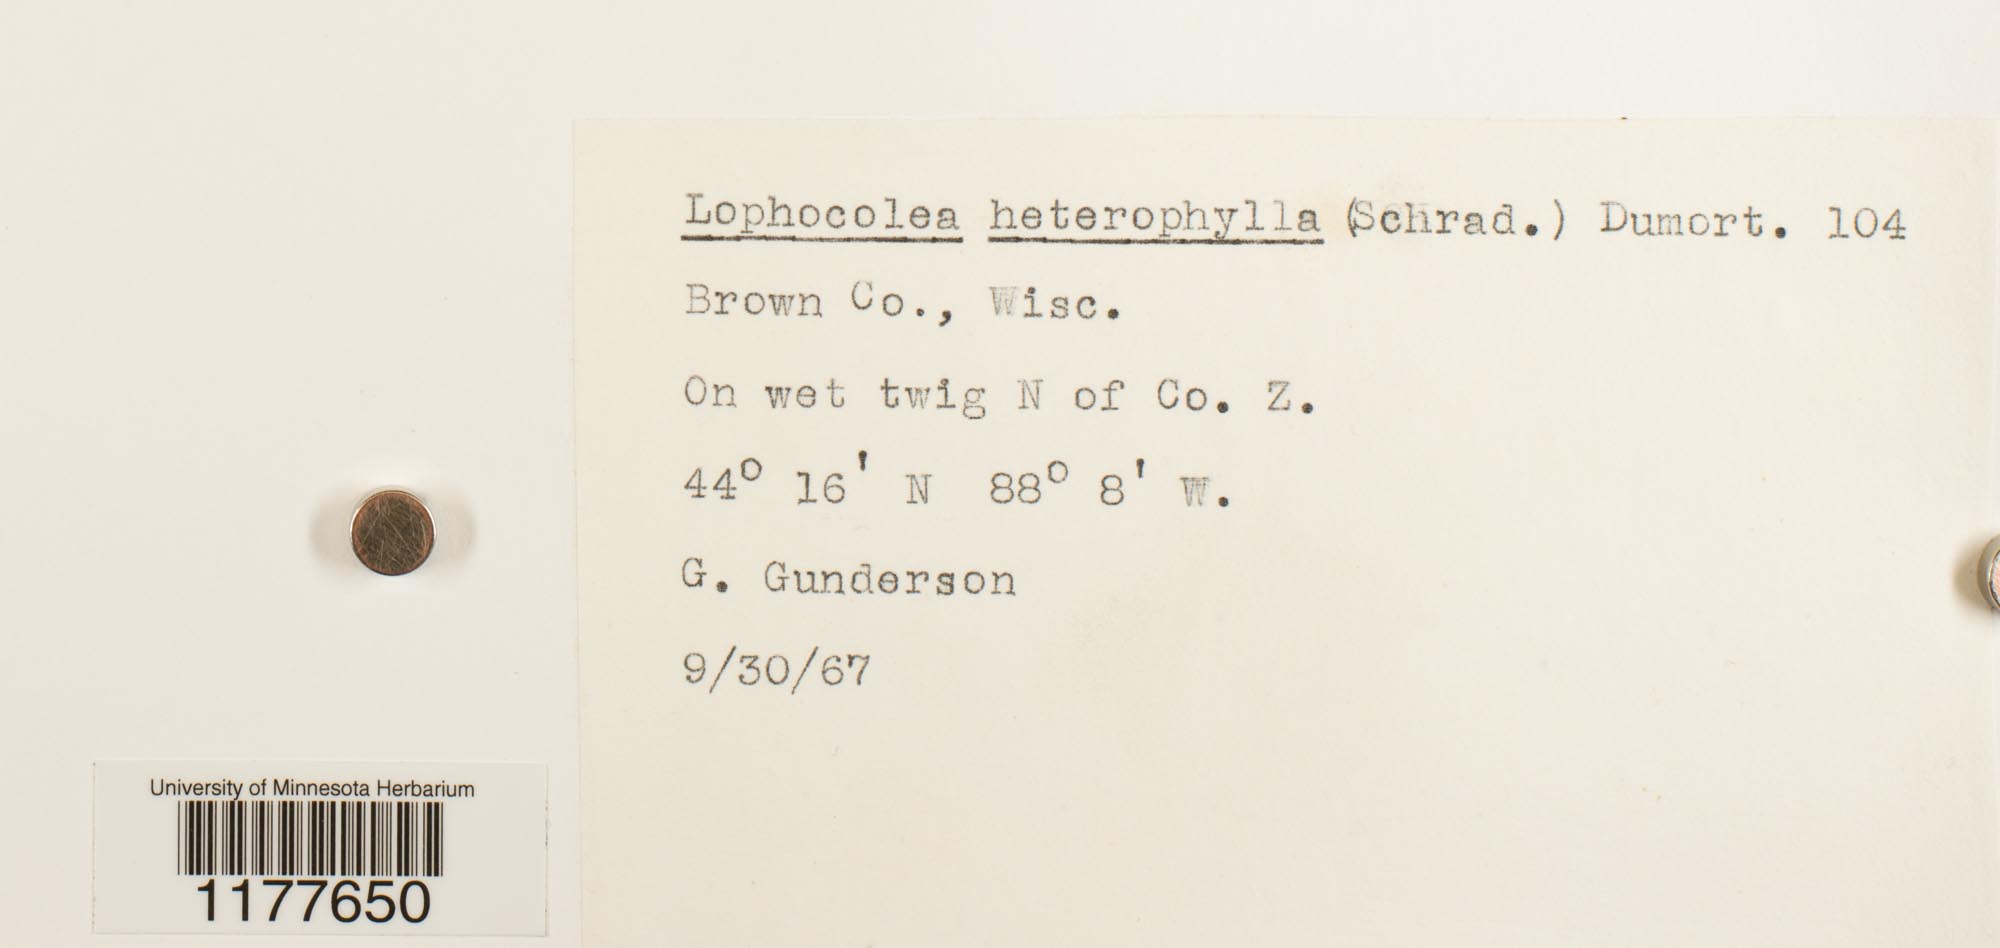 Lophocolea heterophylla (Schrad.) Dumort. 104
Brown Co., Wisc.
On wet twig N of Co. Z.
44° 16' N 88° 8' W.
G. Gunderson
9/30/67
University of Minnesota Herbarium
1177650